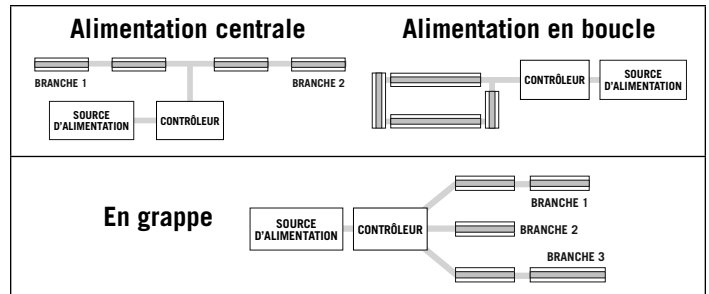 Alimentation centrale
BRANCHE 1
BRANCHE 2
SOURCE
D'ALIMENTATION
CONTRÔLEUR
Alimentation en boucle
CONTRÔLEUR
SOURCE
D'ALIMENTATION
En grappe
SOURCE
D'ALIMENTATION
CONTRÔLEUR
BRANCHE 1
BRANCHE 2
BRANCHE 3